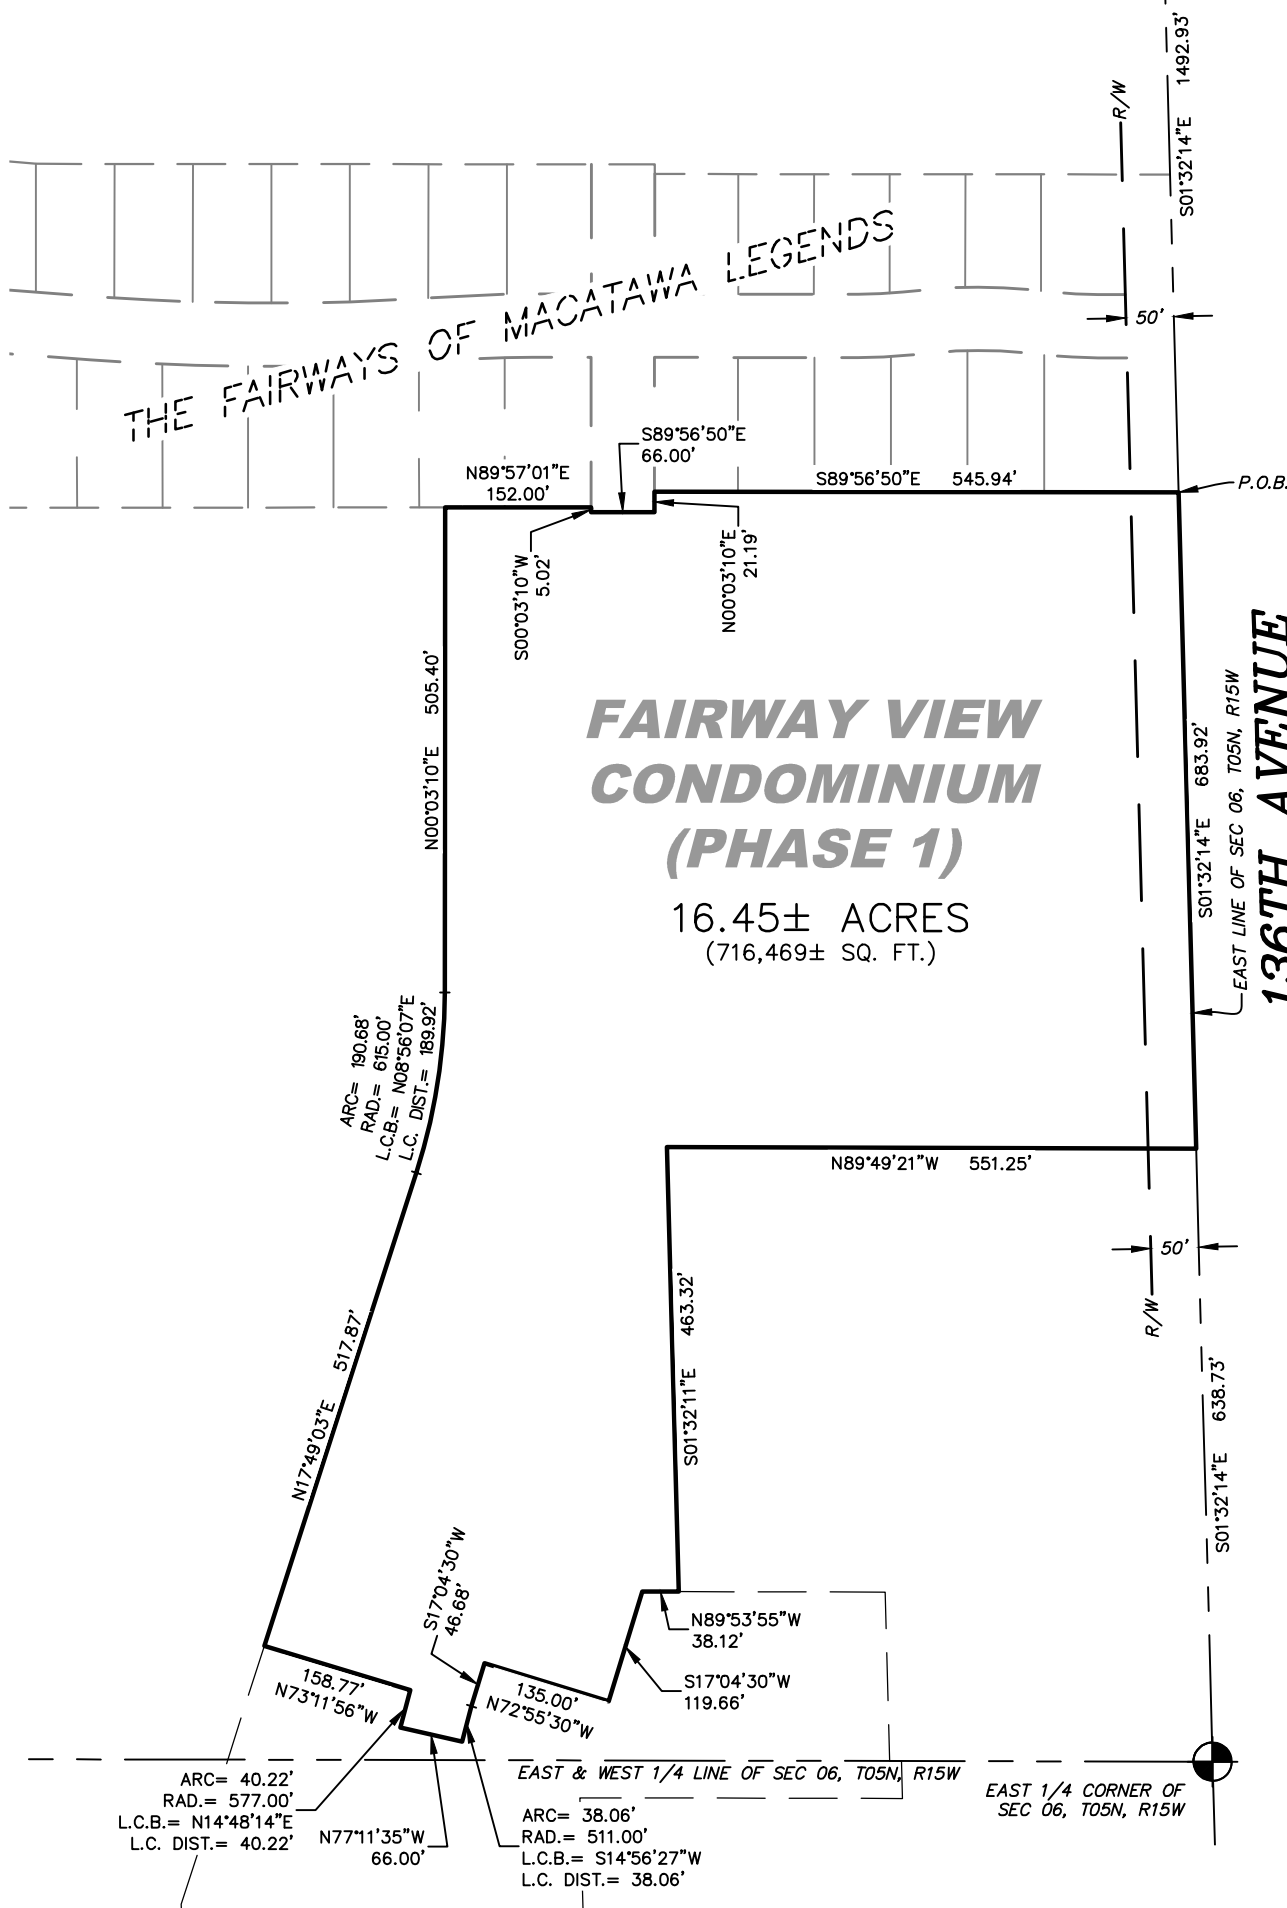 S01°32'14"E 1492.93'
R/W
THE FAIRWAYS OF MACATAWA LEGENDS
50'
S89°56'50"E
66.00'
N89°57'01"E
152.00'
S89°56'50"E 545.94'
P.O.B.
S00°03'10"W
5.02'
N00°03'10"E
21.19'
N00°03'10"E 505.40'
FAIRWAY VIEW
CONDOMINIUM
(PHASE 1)
16.45± ACRES
(716,469± SQ. FT.)
S01°32'14"E 683.92'
EAST LINE OF SEC 06, T05N, R15W
136TH AVENUE
ARC= 190.68'
RAD.= 615.00'
L.C.B.= N08°56'07"E
L.C. DIST.= 189.92'
N89°49'21"W 551.25'
50'
R/W
S01°32'11"E 463.32'
N17°49'03"E 517.87'
S01°32'14"E 638.73'
S17°04'30"W
46.68'
N89°53'55"W
38.12'
S17°04'30"W
119.66'
158.77'
N73°11'56"W
135.00'
N72°55'30"W
EAST & WEST 1/4 LINE OF SEC 06, T05N, R15W
EAST 1/4 CORNER OF
SEC 06, T05N, R15W
ARC= 40.22'
RAD.= 577.00'
L.C.B.= N14°48'14"E
L.C. DIST.= 40.22'
N77°11'35"W
66.00'
ARC= 38.06'
RAD.= 511.00'
L.C.B.= S14°56'27"W
L.C. DIST.= 38.06'